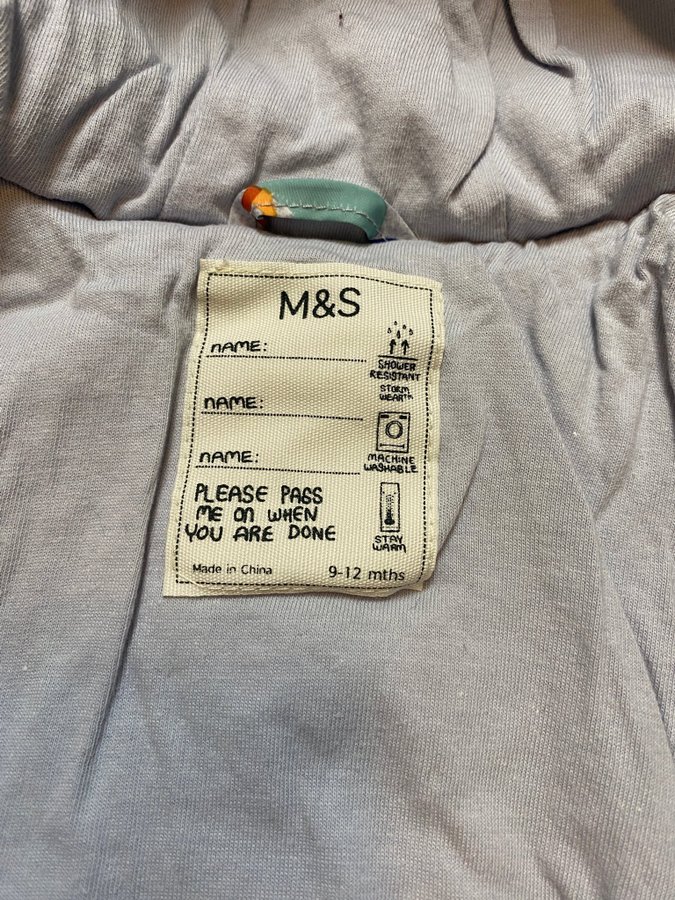 M&S
NAME:
SHOWER
RESISTANT
STORM
WEAR™
NAME:
MACHINE
WASHABLE
NAME:
PLEASE PASS
ME ON WHEN
YOU ARE DONE
STAY
WARM
Made in China
9-12 mths